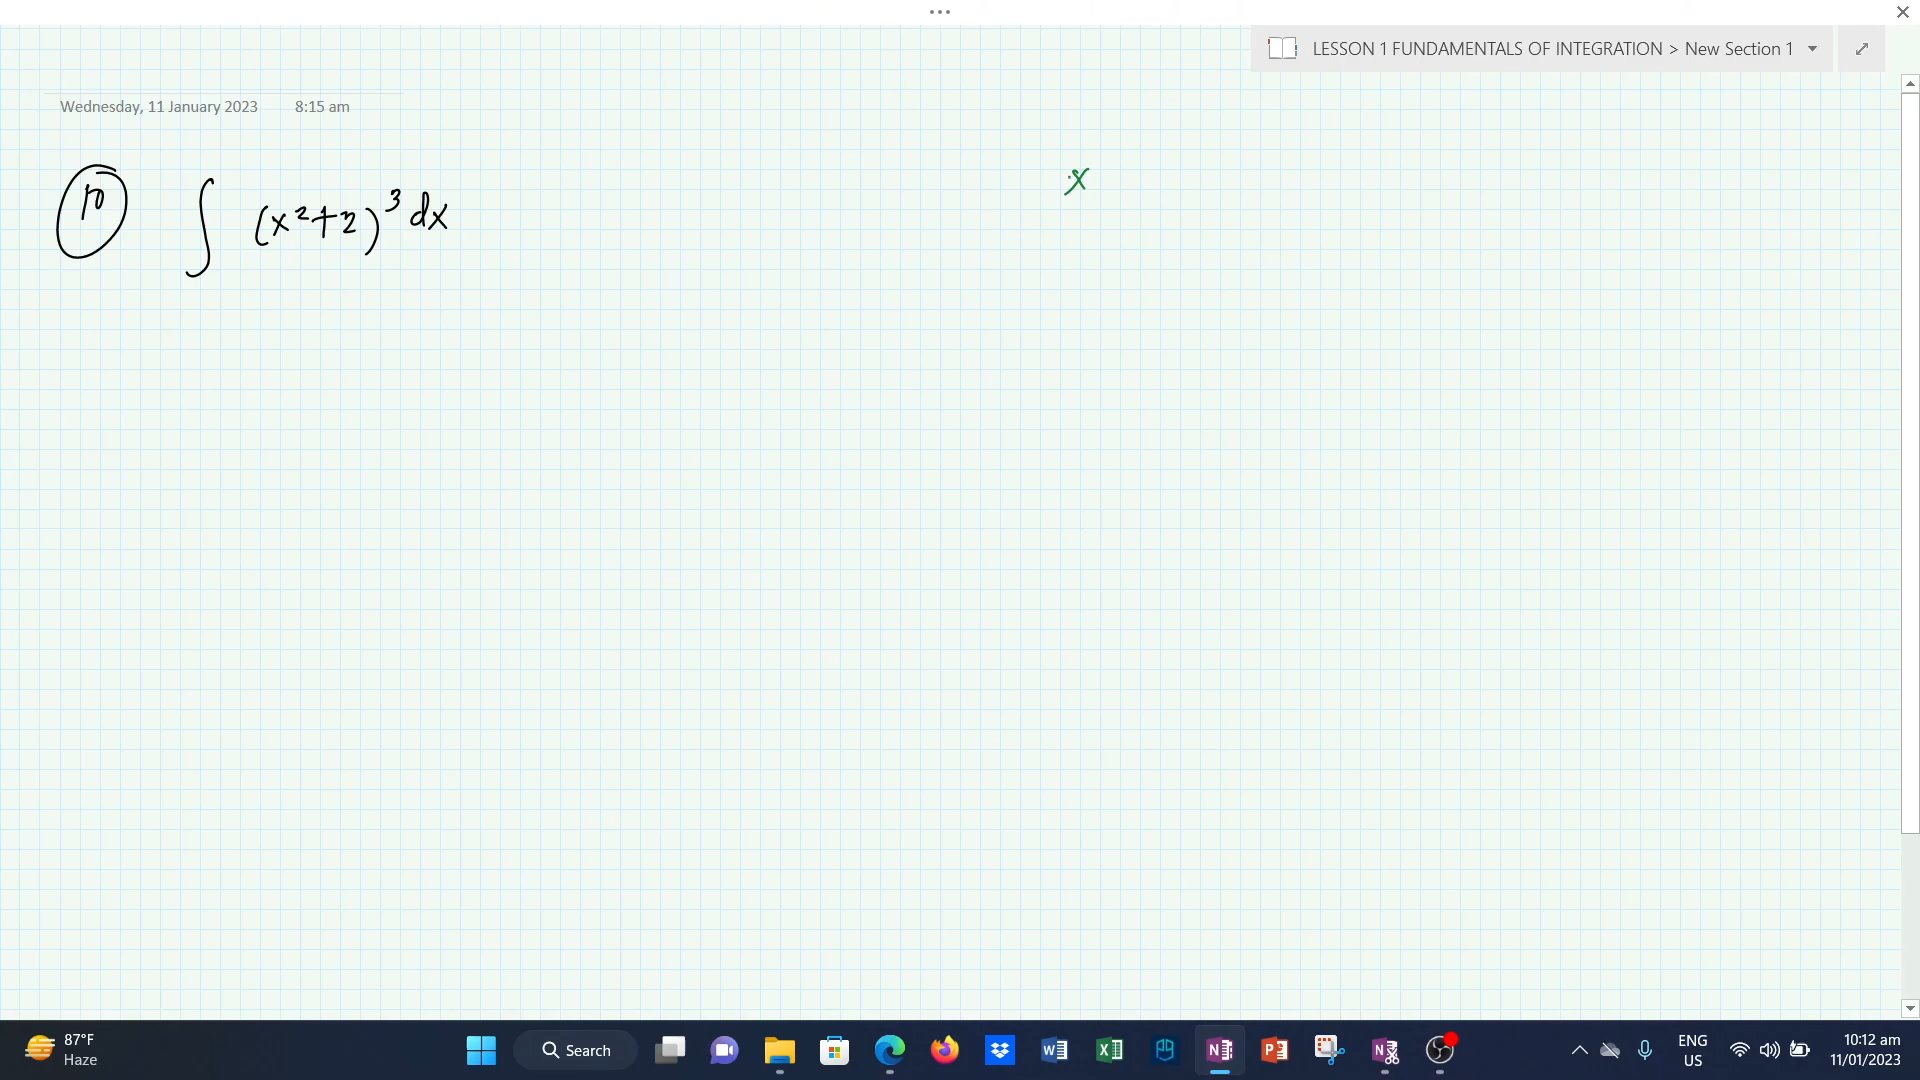 LESSON 1 FUNDAMENTALS OF INTEGRATION > New Section 1
Wednesday, 11 January 2023 8:15 am
10 ∫ (x²+2)³ dx
x
87°F
Haze
Search
ENG
US
10:12 am
11/01/2023